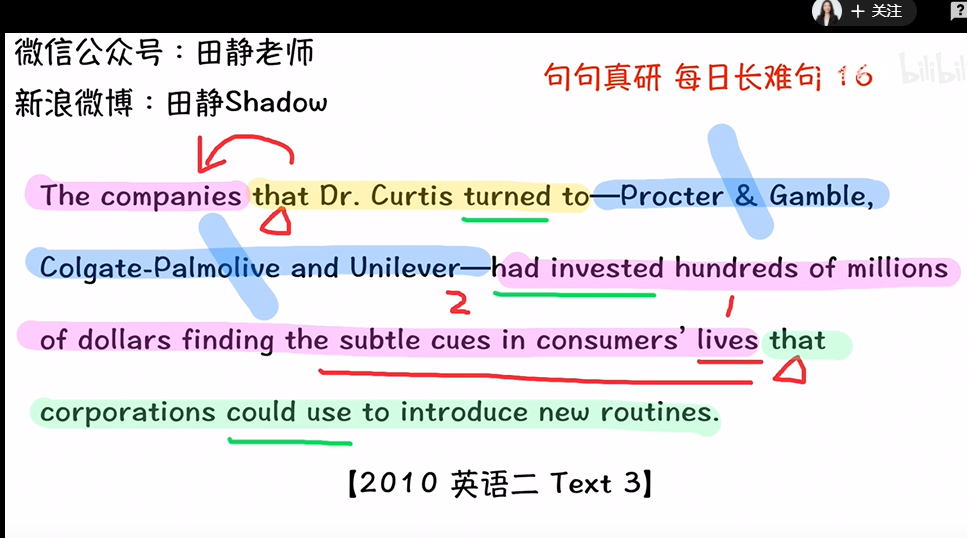 + 关注
?
微信公众号：田静老师
句句真研 每日长难句 16
bilibili
新浪微博：田静Shadow
The companies that Dr. Curtis turned to—Procter & Gamble,
Colgate-Palmolive and Unilever—had invested hundreds of millions
2 1
of dollars finding the subtle cues in consumers' lives that
corporations could use to introduce new routines.
【2010 英语二 Text 3】